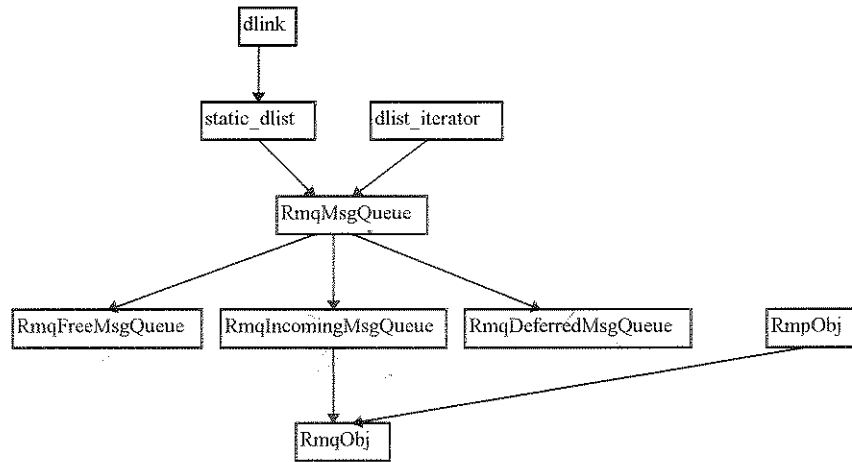 dlink
static_dlist
dlist_iterator
RmqMsgQueue
RmqFreeMsgQueue
RmqIncomingMsgQueue
RmqDeferredMsgQueue
RmpObj
RmqObj